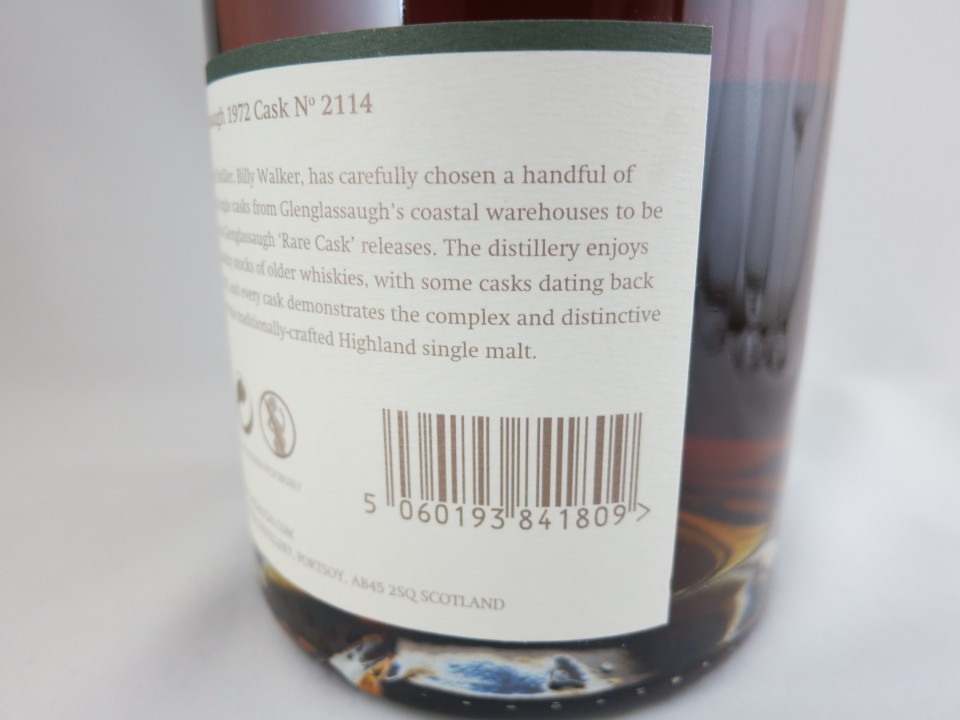 1972 Cask Nº 2114
Billy Walker, has carefully chosen a handful of
casks from Glenglassaugh's coastal warehouses to be
Glenglassaugh 'Rare Cask' releases. The distillery enjoys
stocks of older whiskies, with some casks dating back
and every cask demonstrates the complex and distinctive
traditionally-crafted Highland single malt.
5 060193 841809 >
PORTSOY, AB45 2SQ SCOTLAND